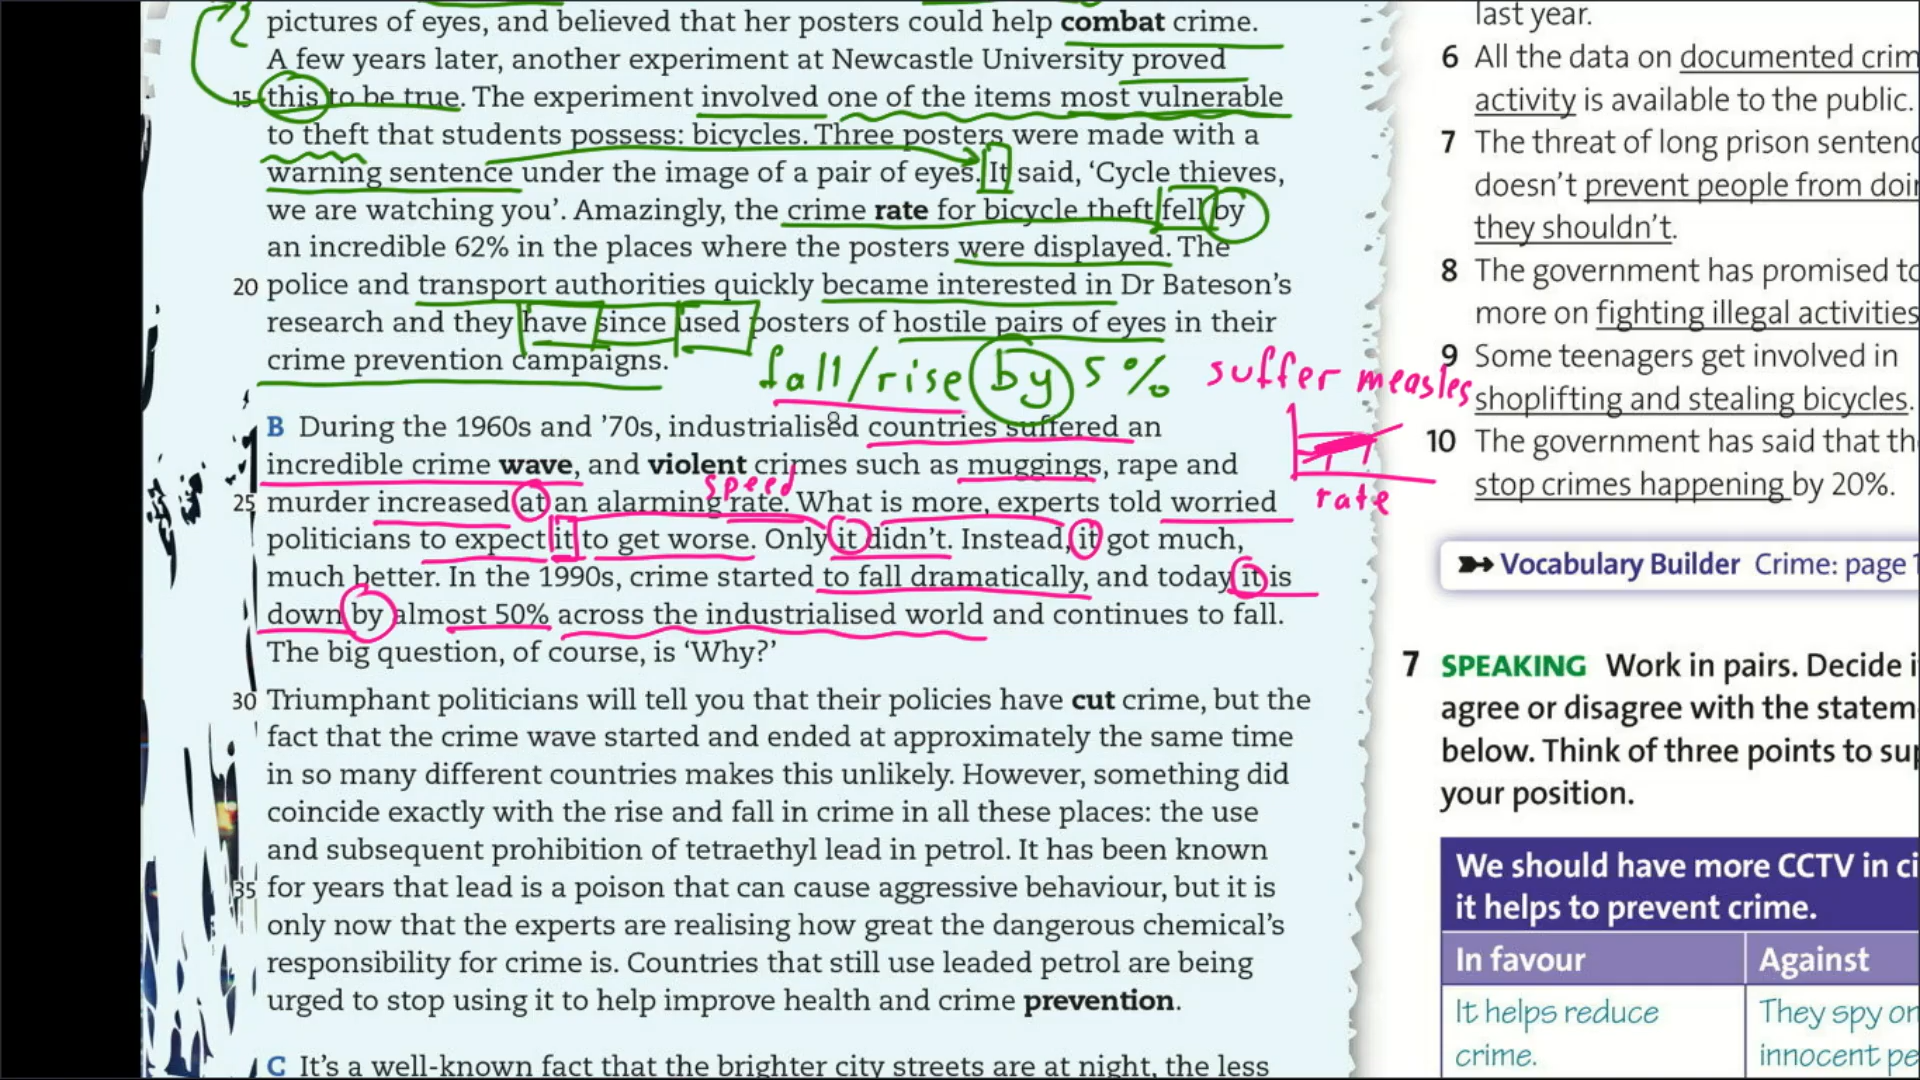 pictures of eyes, and believed that her posters could help combat crime.
A few years later, another experiment at Newcastle University proved
15 this to be true. The experiment involved one of the items most vulnerable
to theft that students possess: bicycles. Three posters were made with a
warning sentence under the image of a pair of eyes. It said, ‘Cycle thieves,
we are watching you’. Amazingly, the crime rate for bicycle theft fell by
an incredible 62% in the places where the posters were displayed. The
20 police and transport authorities quickly became interested in Dr Bateson’s
research and they have since used posters of hostile pairs of eyes in their
crime prevention campaigns.
fall/rise by 5 %
suffer measles
B During the 1960s and ’70s, industrialised countries suffered an
incredible crime wave, and violent crimes such as muggings, rape and
speed
25 murder increased at an alarming rate. What is more, experts told worried
rate
politicians to expect it to get worse. Only it didn’t. Instead, it got much,
much better. In the 1990s, crime started to fall dramatically, and today it is
down by almost 50% across the industrialised world and continues to fall.
The big question, of course, is ‘Why?’
30 Triumphant politicians will tell you that their policies have cut crime, but the
fact that the crime wave started and ended at approximately the same time
in so many different countries makes this unlikely. However, something did
coincide exactly with the rise and fall in crime in all these places: the use
and subsequent prohibition of tetraethyl lead in petrol. It has been known
35 for years that lead is a poison that can cause aggressive behaviour, but it is
only now that the experts are realising how great the dangerous chemical’s
responsibility for crime is. Countries that still use leaded petrol are being
urged to stop using it to help improve health and crime prevention.
C It’s a well-known fact that the brighter city streets are at night, the less
last year.
6 All the data on documented crim
activity is available to the public.
7 The threat of long prison sentenc
doesn’t prevent people from doi
they shouldn’t.
8 The government has promised to
more on fighting illegal activities
9 Some teenagers get involved in
shoplifting and stealing bicycles.
10 The government has said that th
stop crimes happening by 20%.
Vocabulary Builder Crime: page 1
7 SPEAKING Work in pairs. Decide i
agree or disagree with the statem
below. Think of three points to sup
your position.
We should have more CCTV in ci
it helps to prevent crime.
In favour Against
It helps reduce They spy on
crime. innocent pe